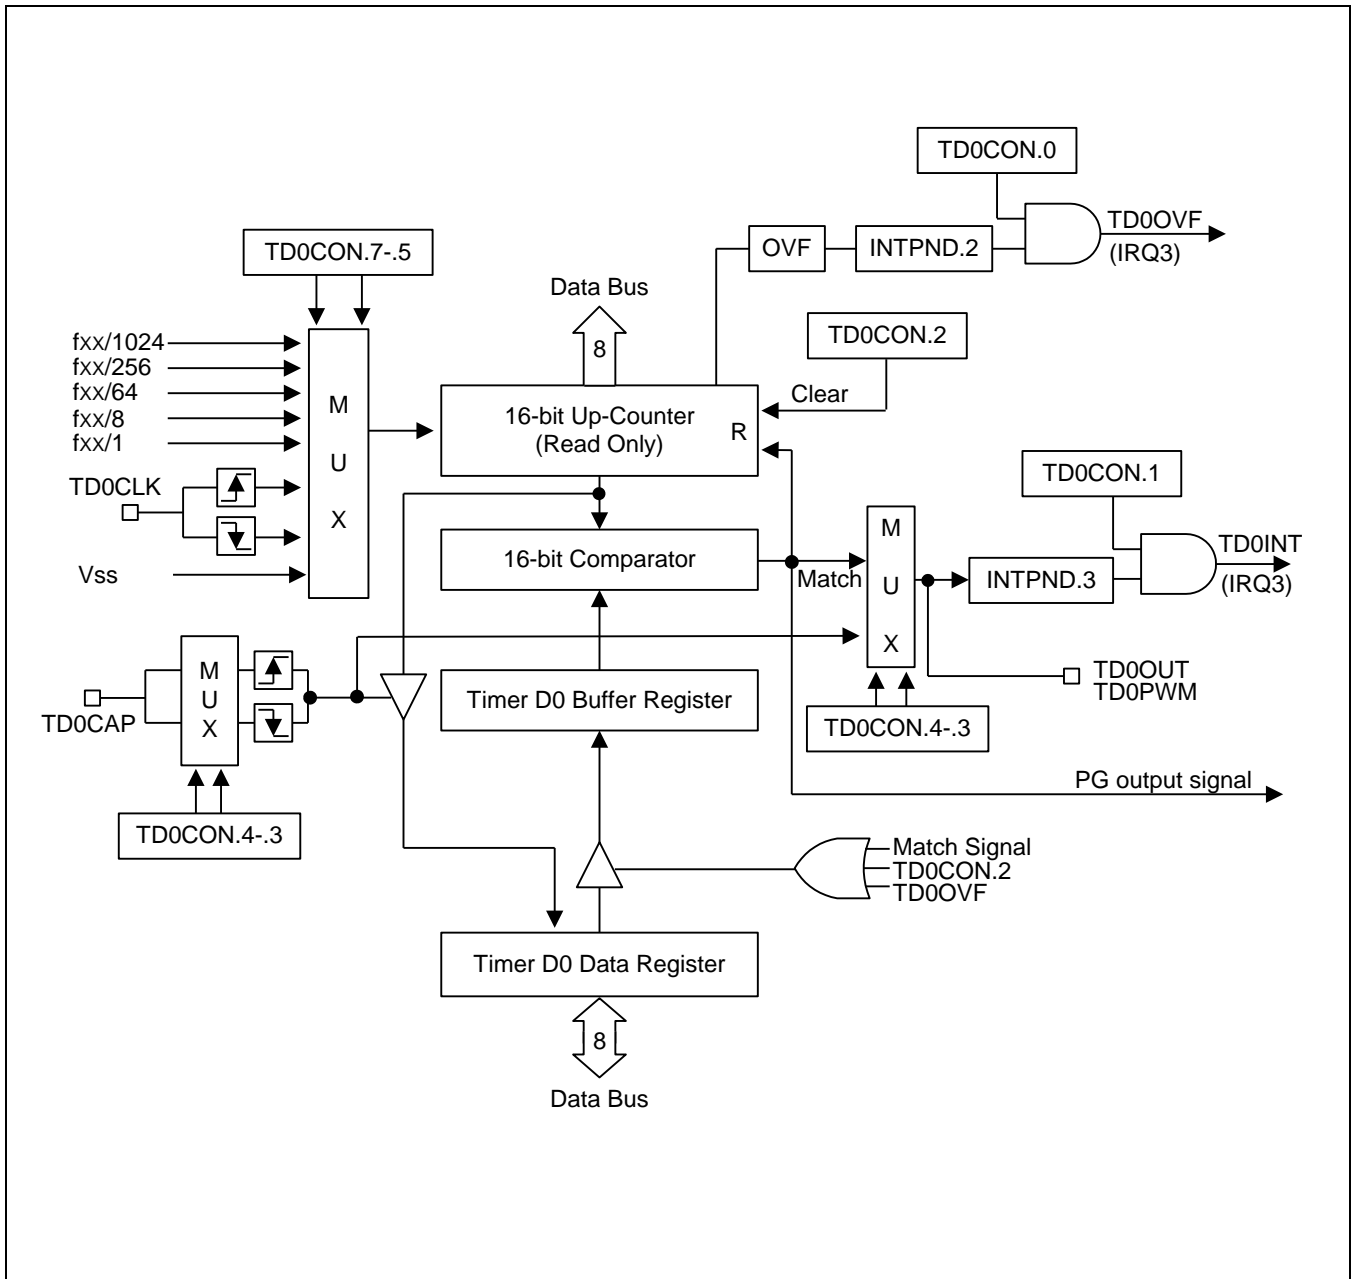 TD0CON.0
TD0OVF
(IRQ3)
OVF
INTPND.2
TD0CON.7-.5
Data Bus
8
TD0CON.2
Clear
fxx/1024
fxx/256
fxx/64
fxx/8
fxx/1
TD0CLK
Vss
M
U
X
16-bit Up-Counter
(Read Only)
R
TD0CON.1
TD0INT
(IRQ3)
16-bit Comparator
Match
M
U
X
INTPND.3
TD0OUT
TD0PWM
TD0CON.4-.3
TD0CAP
M
U
X
TD0CON.4-.3
Timer D0 Buffer Register
PG output signal
Match Signal
TD0CON.2
TD0OVF
Timer D0 Data Register
8
Data Bus